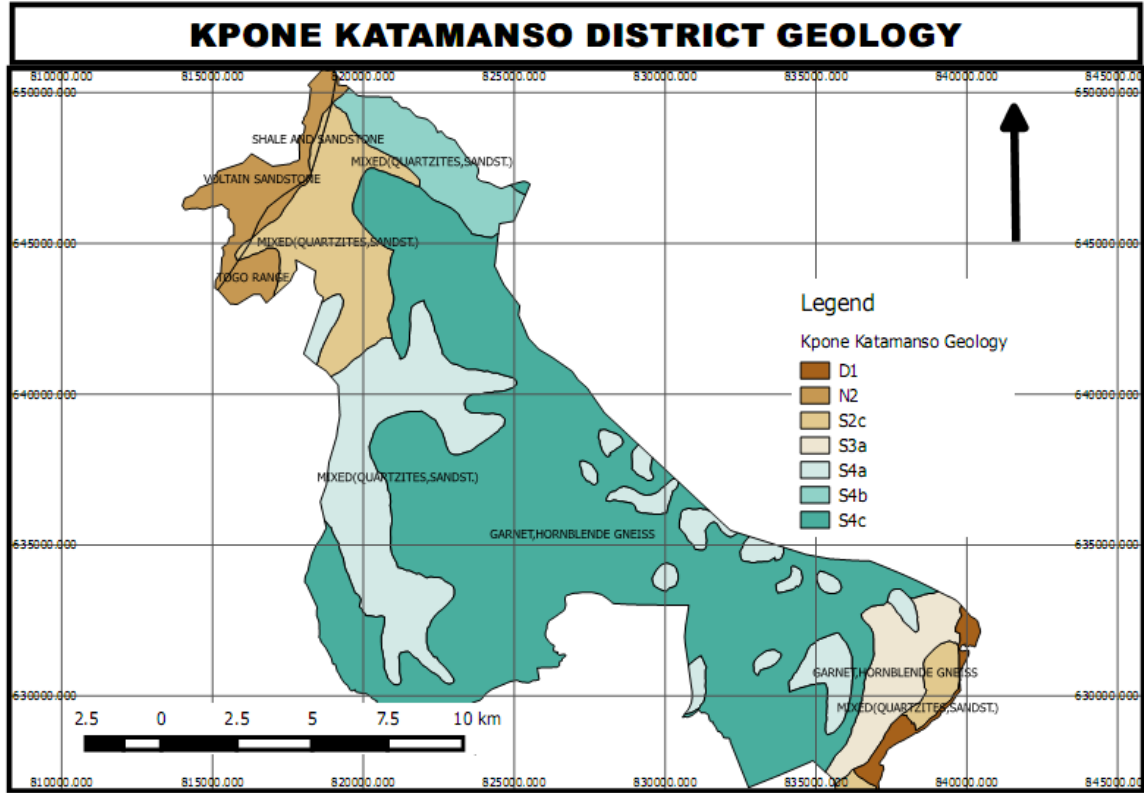 KPONE KATAMANSO DISTRICT GEOLOGY
810000.000 815000.000 820000.000 825000.000 830000.000 835000.000 840000.000 845000.000
650000.000 650000.000
SHALE AND SANDSTONE
MIXED(QUARTZITES,SANDST.)
VOLTAIN SANDSTONE
645000.000 645000.000
MIXED(QUARTZITES,SANDST.)
TOGO RANGE
Legend
Kpone Katamanso Geology
D1
N2
S2c
S3a
S4a
S4b
S4c
640000.000 640000.000
MIXED(QUARTZITES,SANDST.)
GARNET,HORNBLENDE GNEISS
635000.000 635000.000
GARNET,HORNBLENDE GNEISS
MIXED(QUARTZITES,SANDST.)
630000.000 630000.000
2.5 0 2.5 5 7.5 10 km
810000.000 815000.000 820000.000 825000.000 830000.000 835000.000 840000.000 845000.000